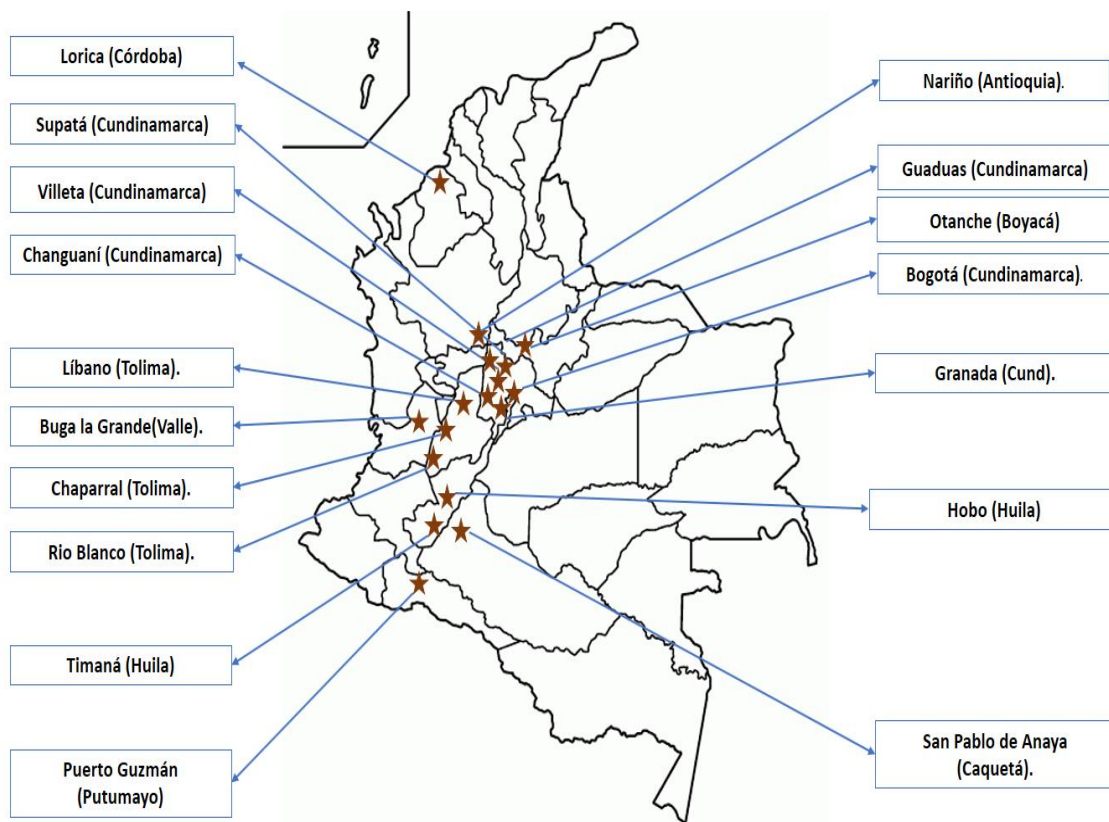 Lorica (Córdoba)
Supatá (Cundinamarca)
Villeta (Cundinamarca)
Changuaní (Cundinamarca)
Líbano (Tolima).
Buga la Grande(Valle).
Chaparral (Tolima).
Rio Blanco (Tolima).
Timaná (Huila)
Puerto Guzmán
(Putumayo)
Nariño (Antioquia).
Guaduas (Cundinamarca)
Otanche (Boyacá)
Bogotá (Cundinamarca).
Granada (Cund).
Hobo (Huila)
San Pablo de Anaya
(Caquetá).